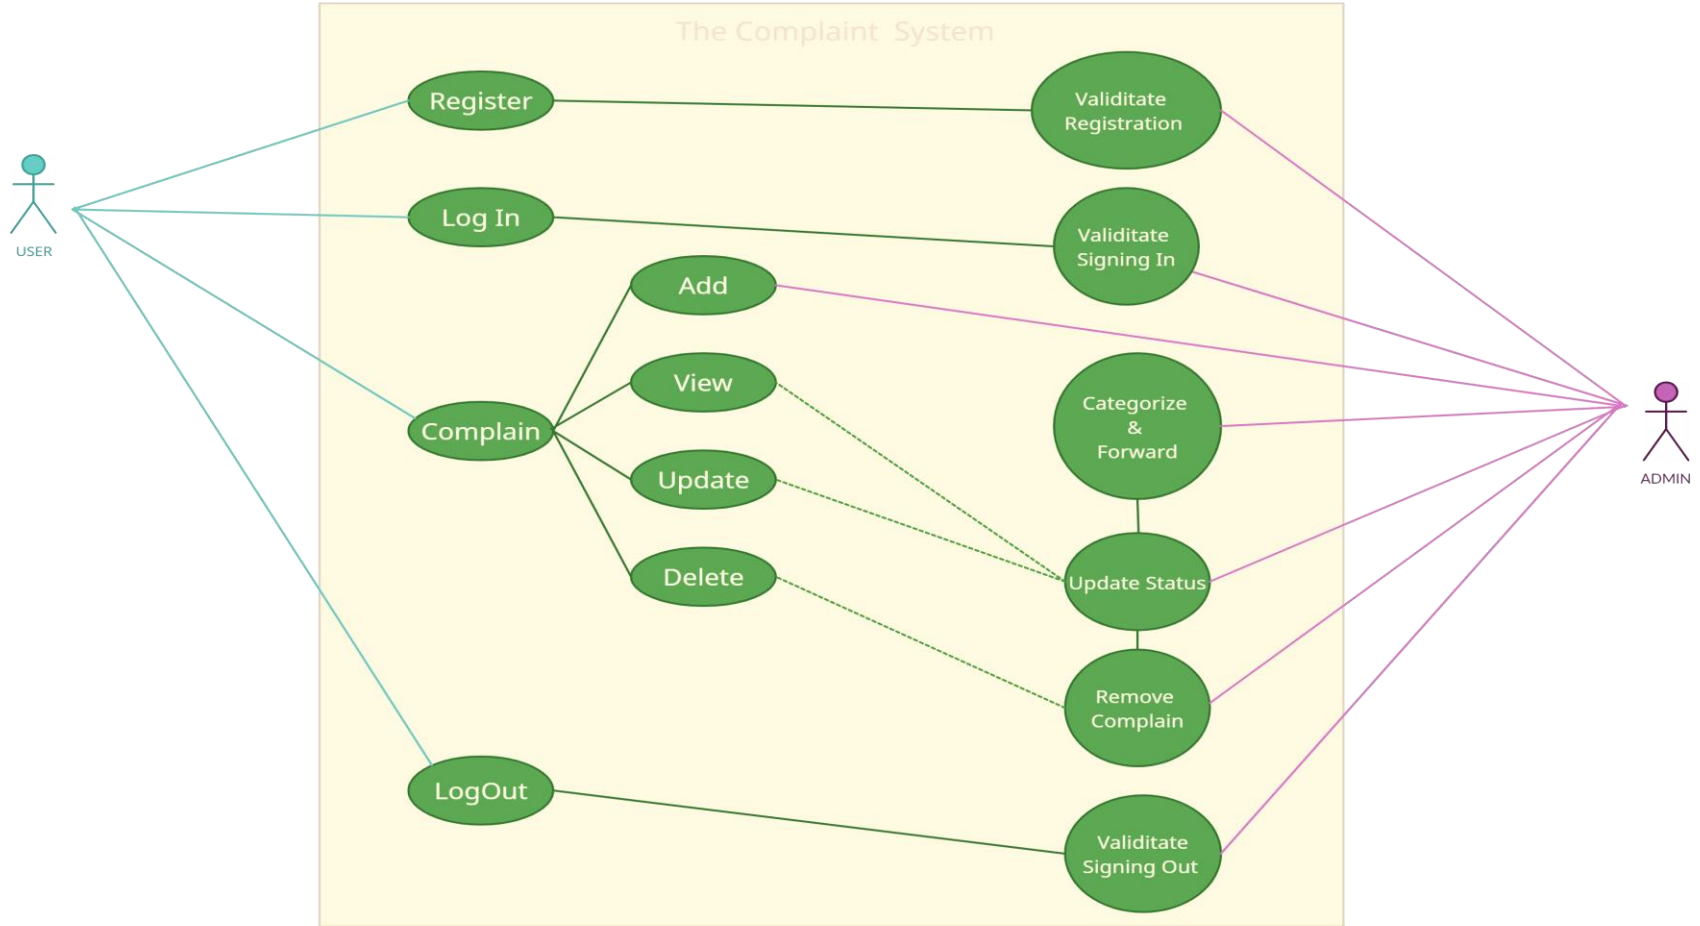 The Complaint System
Register
Validitate
Registration
USER
Log In
Validitate
Signing In
Add
View
Categorize
&
Forward
ADMIN
Complain
Update
Delete
Update Status
Remove
Complain
LogOut
Validitate
Signing Out